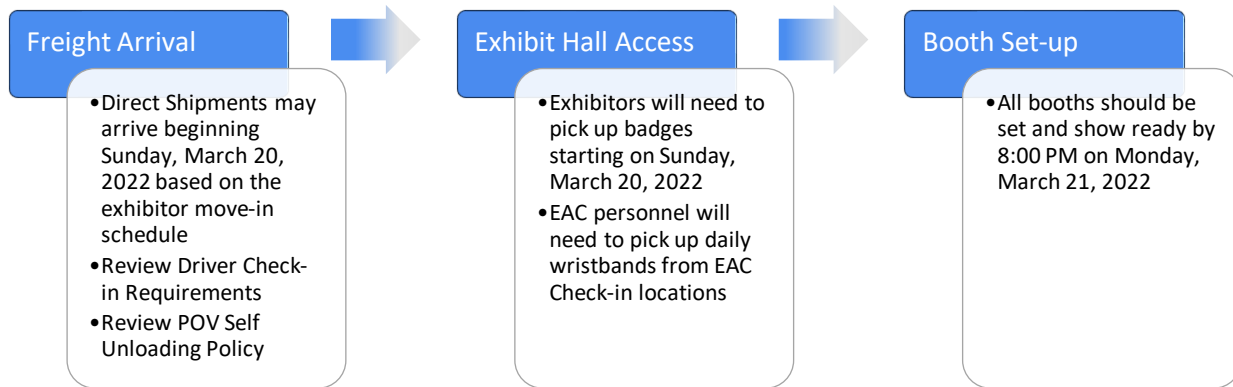 Freight Arrival
•Direct Shipments may
arrive beginning
Sunday, March 20,
2022 based on the
exhibitor move-in
schedule
•Review Driver Check-
in Requirements
•Review POV Self
Unloading Policy
Exhibit Hall Access
•Exhibitors will need to
pick up badges
starting on Sunday,
March 20, 2022
•EAC personnel will
need to pick up daily
wristbands from EAC
Check-in locations
Booth Set-up
•All booths should be
set and show ready by
8:00 PM on Monday,
March 21, 2022